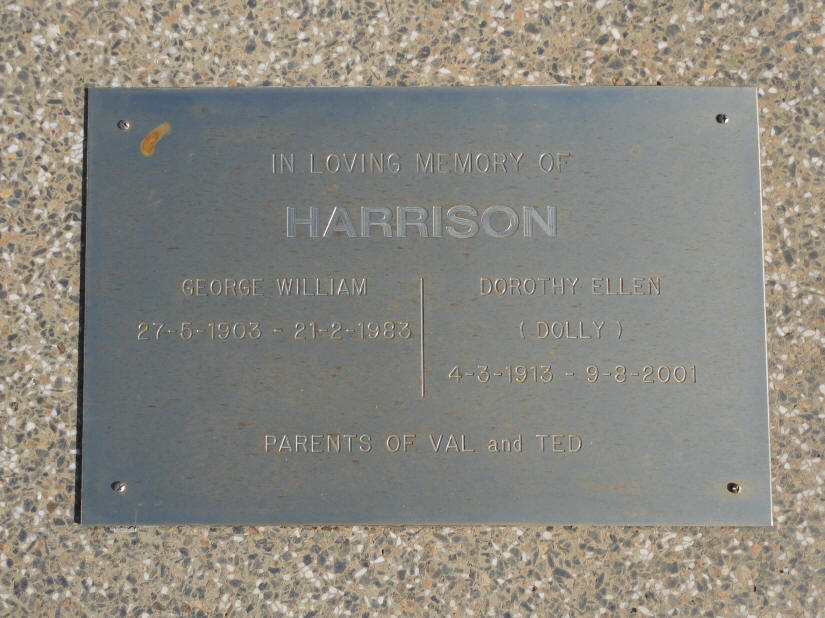 IN LOVING MEMORY OF
HARRISON
GEORGE WILLIAM
27-5-1903 - 21-2-1983
DOROTHY ELLEN
( DOLLY )
4-3-1913 - 9-8-2001
PARENTS OF VAL and TED